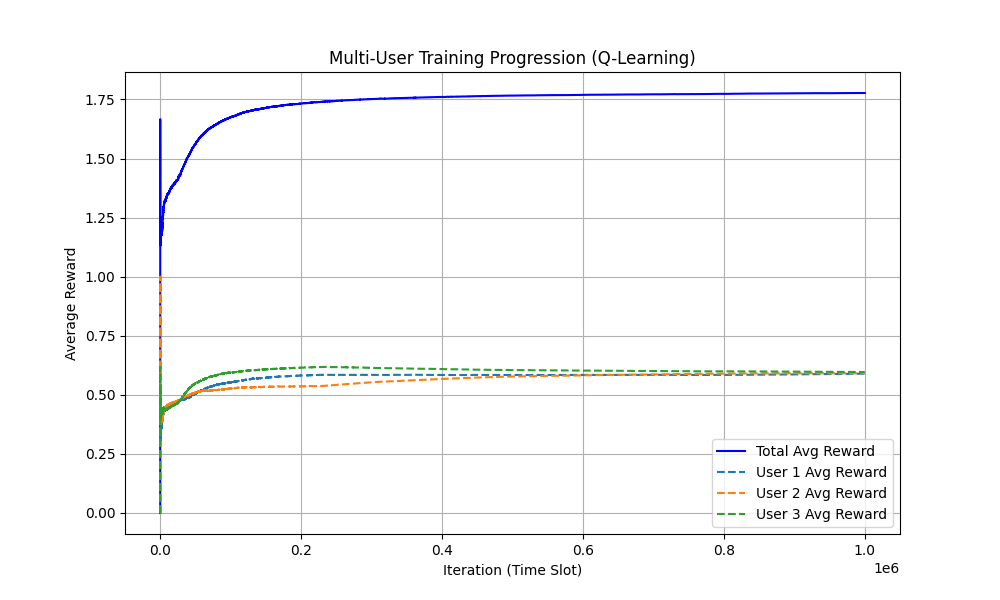 Multi-User Training Progression (Q-Learning)
Average Reward
1.75
1.50
1.25
1.00
0.75
0.50
0.25
0.00
Total Avg Reward
User 1 Avg Reward
User 2 Avg Reward
User 3 Avg Reward
0.0 0.2 0.4 0.6 0.8 1.0
1e6
Iteration (Time Slot)